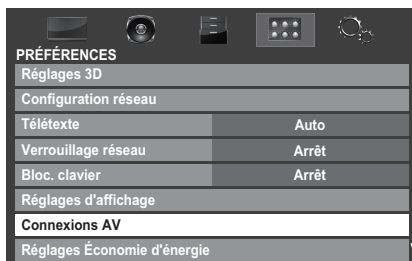 PRÉFÉRENCES
Réglages 3D
Configuration réseau
Télétexte Auto
Verrouillage réseau Arrêt
Bloc. clavier Arrêt
Réglages d'affichage
Connexions AV
Réglages Économie d'énergie